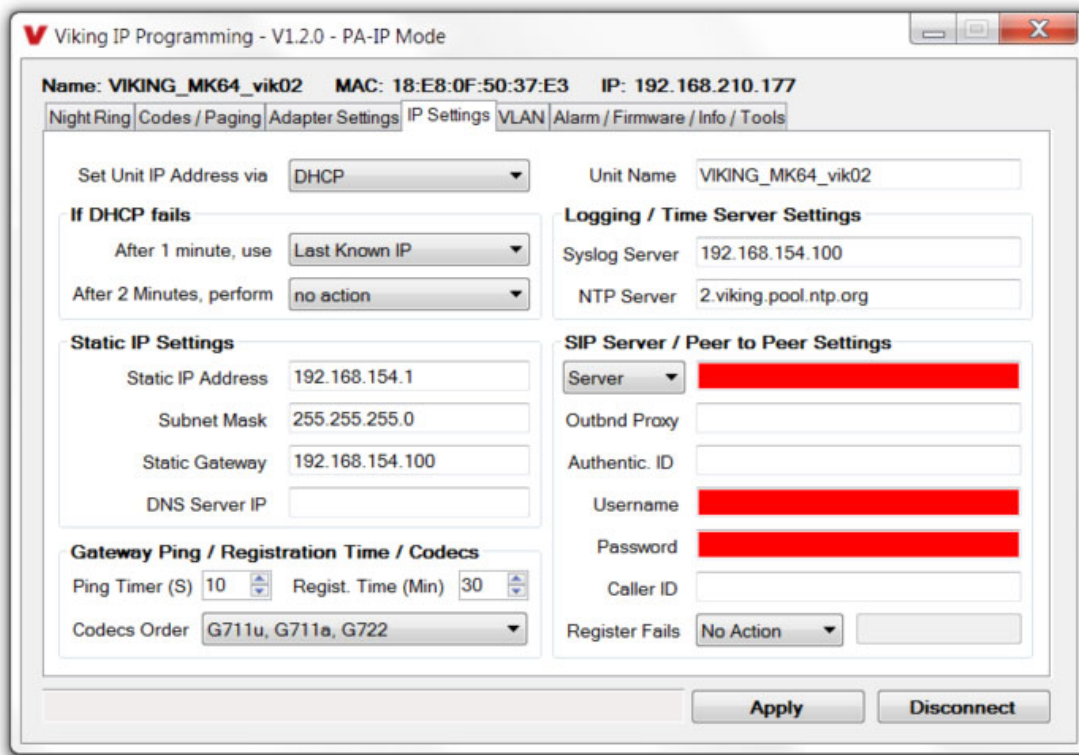 Viking IP Programming - V1.2.0 - PA-IP Mode
Name: VIKING_MK64_vik02 MAC: 18:E8:0F:50:37:E3 IP: 192.168.210.177
Night Ring Codes / Paging Adapter Settings IP Settings VLAN Alarm / Firmware / Info / Tools
Set Unit IP Address via DHCP
If DHCP fails
After 1 minute, use Last Known IP
After 2 Minutes, perform no action
Static IP Settings
Static IP Address 192.168.154.1
Subnet Mask 255.255.255.0
Static Gateway 192.168.154.100
DNS Server IP
Gateway Ping / Registration Time / Codecs
Ping Timer (S) 10 Regist. Time (Min) 30
Codecs Order G711u, G711a, G722
Unit Name VIKING_MK64_vik02
Logging / Time Server Settings
Syslog Server 192.168.154.100
NTP Server 2.viking.pool.ntp.org
SIP Server / Peer to Peer Settings
Server
Outbnd Proxy
Authentic. ID
Username
Password
Caller ID
Register Fails No Action
Apply Disconnect